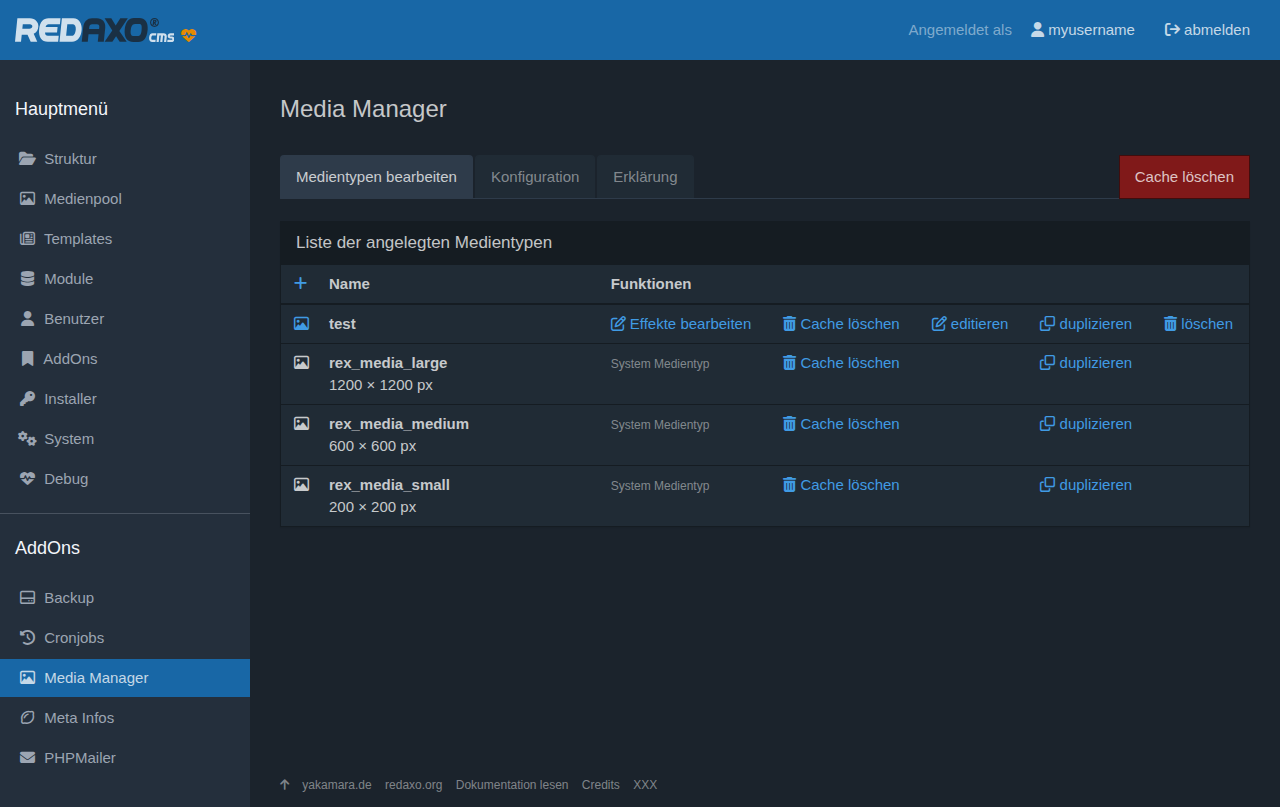 REDAXO® cms
Angemeldet als myusername abmelden
Hauptmenü
Struktur
Medienpool
Templates
Module
Benutzer
AddOns
Installer
System
Debug
AddOns
Backup
Cronjobs
Media Manager
Meta Infos
PHPMailer
Media Manager
Medientypen bearbeiten Konfiguration Erklärung Cache löschen
Liste der angelegten Medientypen
+ Name Funktionen
test Effekte bearbeiten Cache löschen editieren duplizieren löschen
rex_media_large System Medientyp Cache löschen duplizieren
1200 × 1200 px
rex_media_medium System Medientyp Cache löschen duplizieren
600 × 600 px
rex_media_small System Medientyp Cache löschen duplizieren
200 × 200 px
yakamara.de redaxo.org Dokumentation lesen Credits XXX